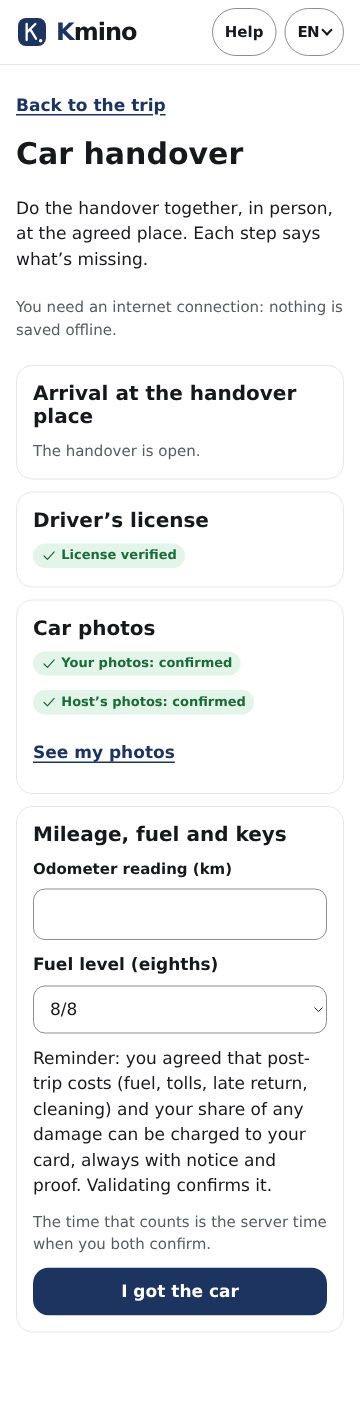 K. Kmino
Help
EN
Back to the trip
Car handover
Do the handover together, in person,
at the agreed place. Each step says
what’s missing.
You need an internet connection: nothing is
saved offline.
Arrival at the handover
place
The handover is open.
Driver’s license
License verified
Car photos
Your photos: confirmed
Host’s photos: confirmed
See my photos
Mileage, fuel and keys
Odometer reading (km)
Fuel level (eighths)
8/8
Reminder: you agreed that post-
trip costs (fuel, tolls, late return,
cleaning) and your share of any
damage can be charged to your
card, always with notice and
proof. Validating confirms it.
The time that counts is the server time
when you both confirm.
I got the car